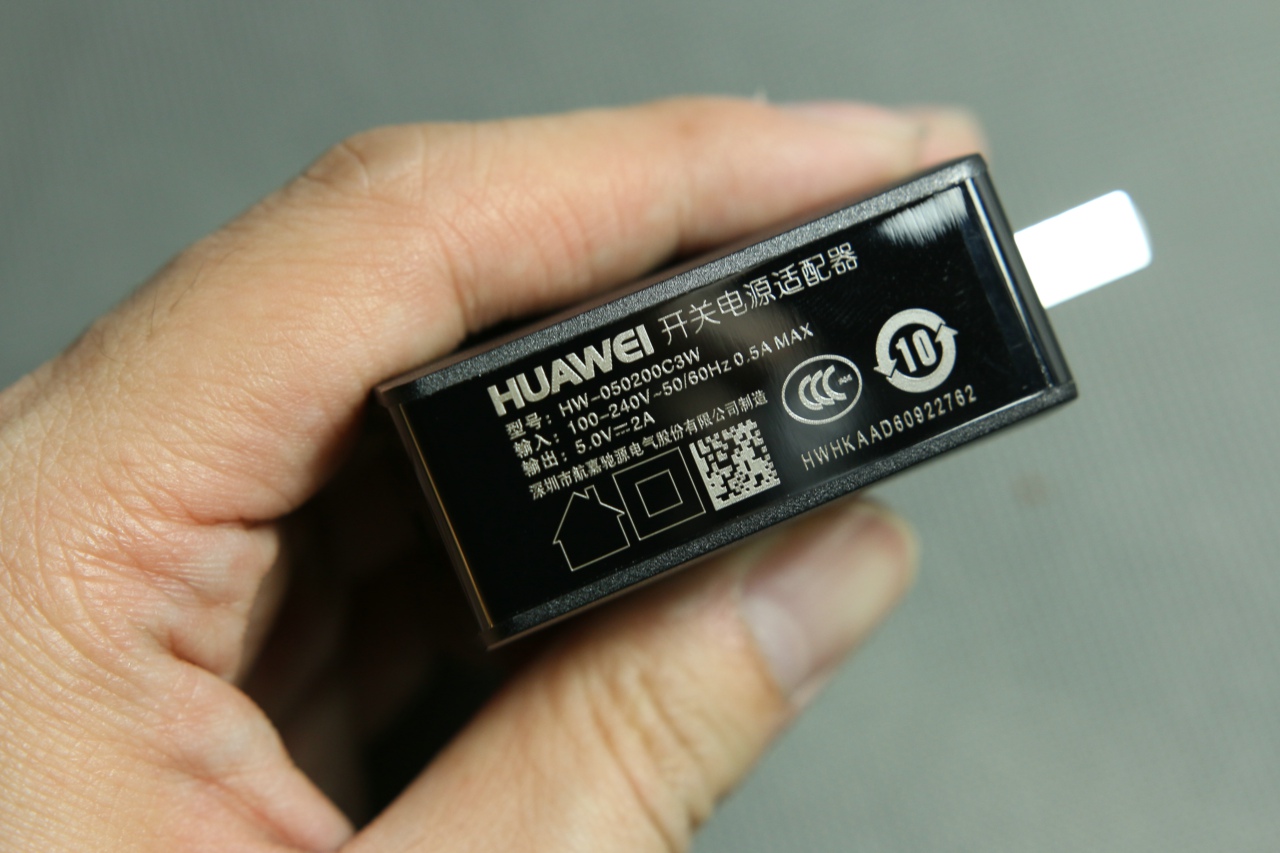 HUAWEI 开关电源适配器
型号: HW-050200C3W
输入: 100-240V~50/60Hz 0.5A MAX
输出: 5.0V⎓2A
深圳市航嘉驰源电气股份有限公司制造
10
HWHKAAD60922762